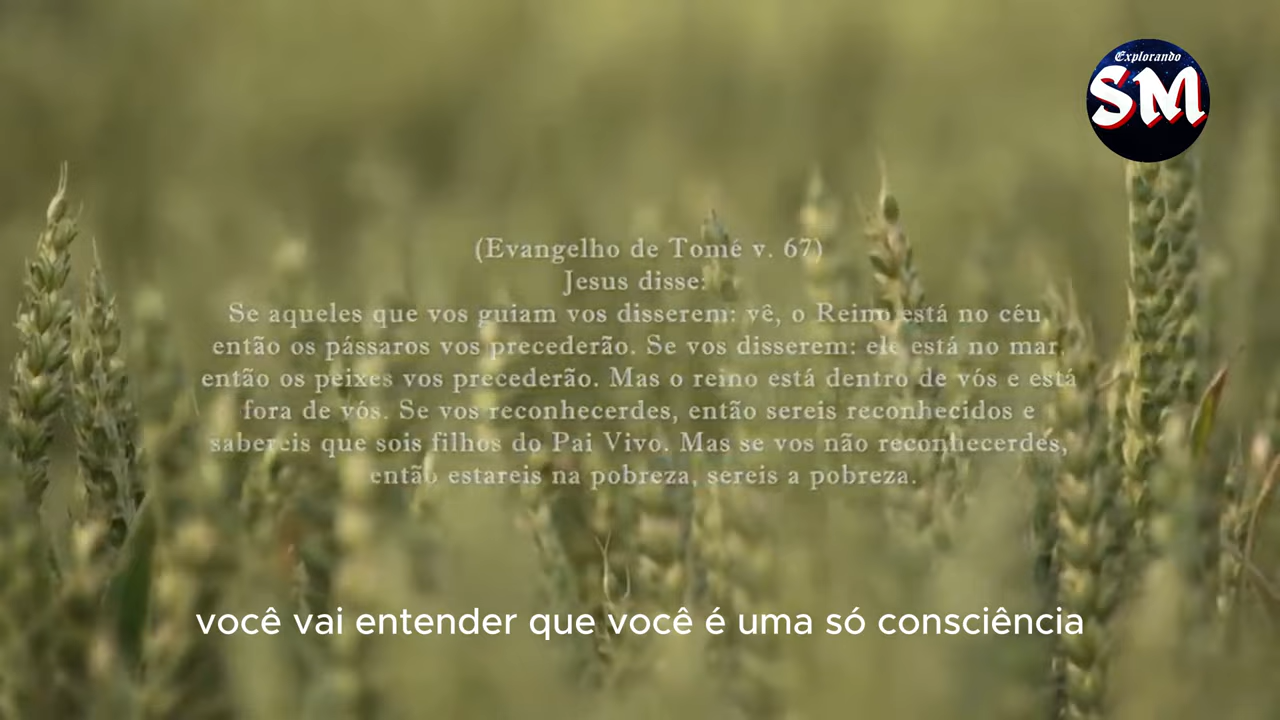 Explorando
SM
(Evangelho de Tomé v. 67)
Jesus disse:
Se aqueles que vos guiam vos disserem: vê, o Reino está no céu,
então os pássaros vos precederão. Se vos disserem: ele está no mar,
então os peixes vos precederão. Mas o reino está dentro de vós e está
fora de vós. Se vos reconhecerdes, então sereis reconhecidos e
sabereis que sois filhos do Pai Vivo. Mas se vos não reconhecerdes,
então estareis na pobreza, sereis a pobreza.
você vai entender que você é uma só consciência